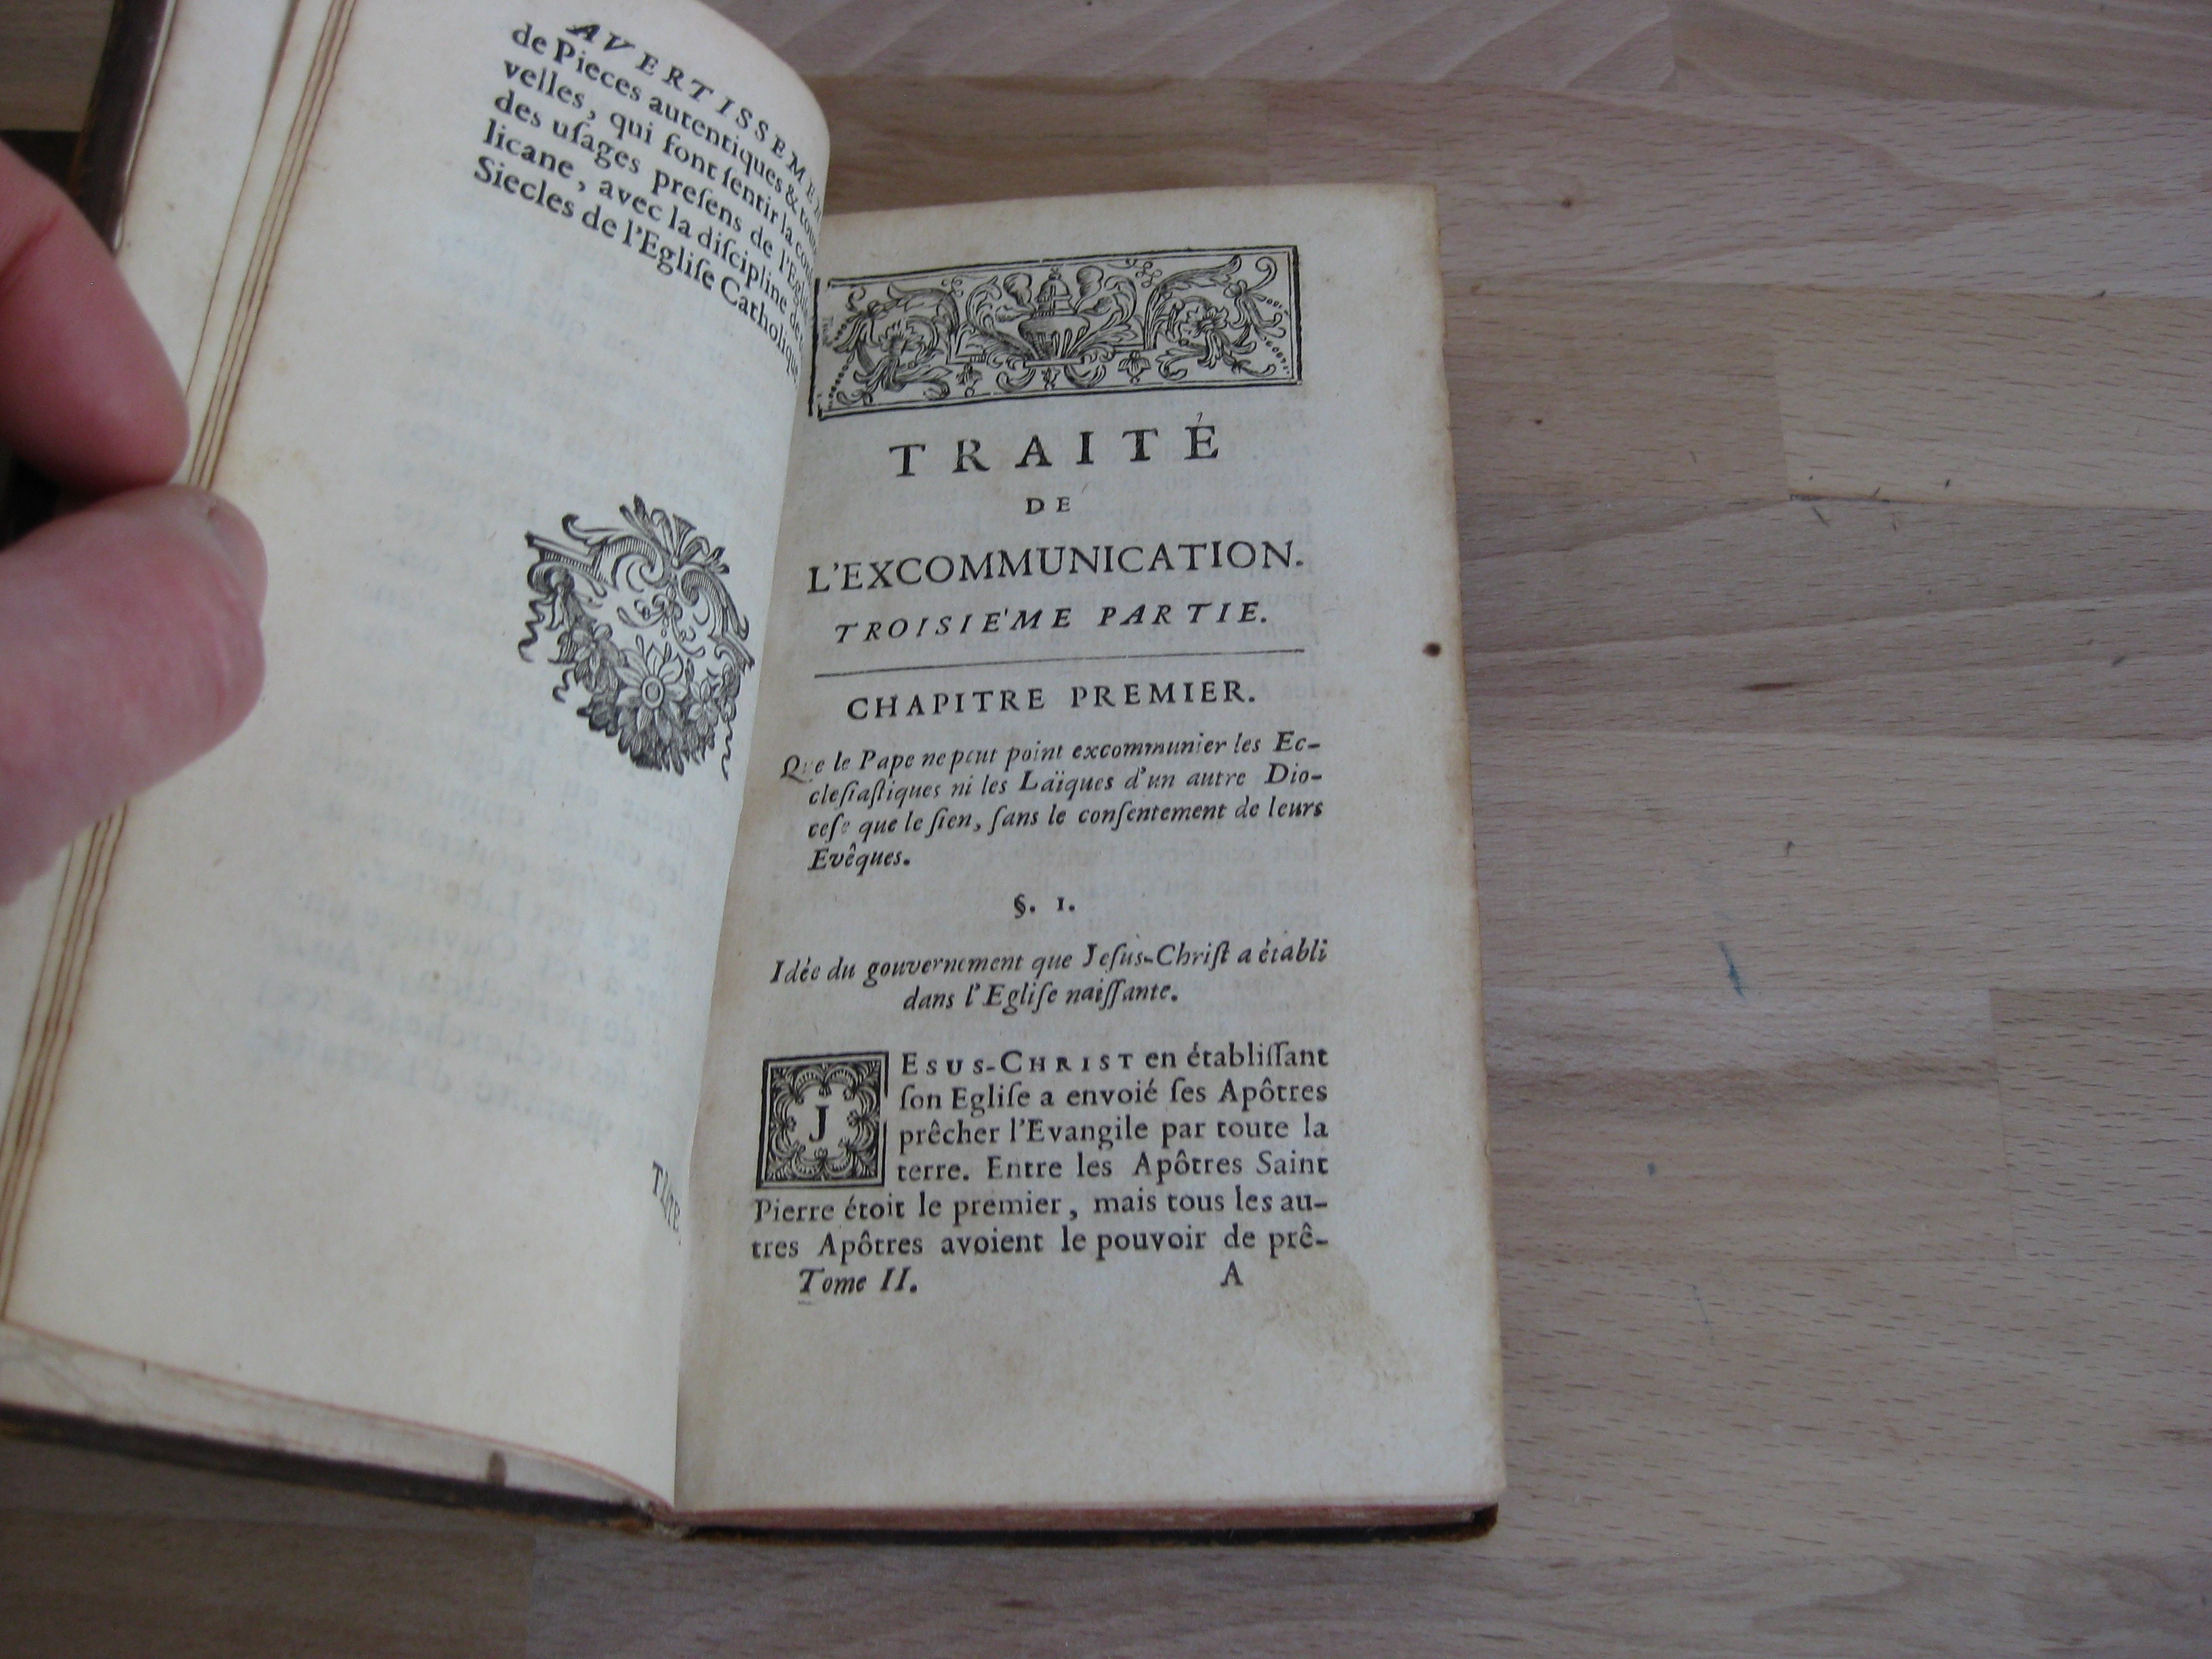 AVERTISSEMEN
de Pieces autentiques & tou
velles, qui font ſentir la con
des uſages preſens de l'Egli
licane, avec la diſcipline de
Siecles de l'Egliſe Catholique
TRAITÉ
DE
L'EXCOMMUNICATION.
TROISIE'ME PARTIE.
CHAPITRE PREMIER.
Que le Pape ne peut point excommunier les Ec-
cleſiaſtiques ni les Laïques d'un autre Dio-
ceſe que le ſien, ſans le conſentement de leurs
Evêques.
§. 1.
Idée du gouvernement que Jeſus-Chriſt a établi
dans l'Egliſe naiſſante.
JESUS-CHRIST en établiſſant
ſon Egliſe a envoié ſes Apôtres
prêcher l'Evangile par toute la
terre. Entre les Apôtres Saint
Pierre étoit le premier, mais tous les au-
tres Apôtres avoient le pouvoir de prê-
Tome II. A